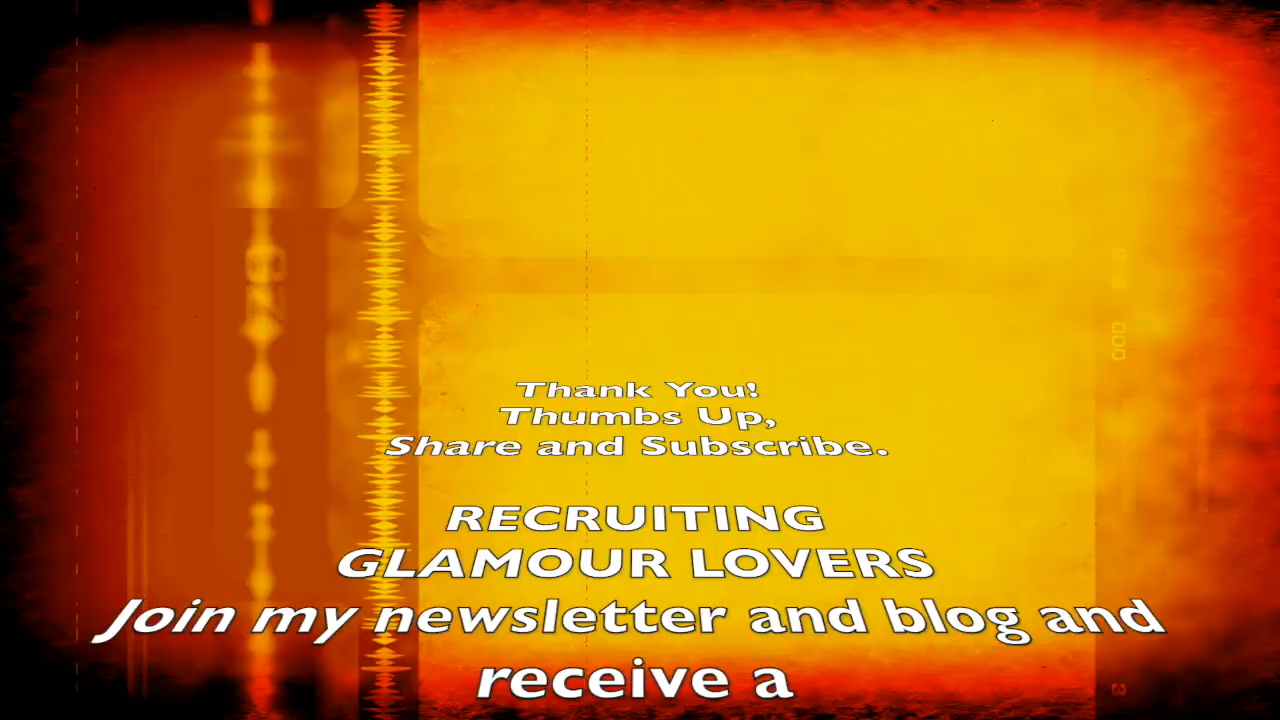 Thank You!
Thumbs Up,
Share and Subscribe.
RECRUITING
GLAMOUR LOVERS
Join my newsletter and blog and
receive a